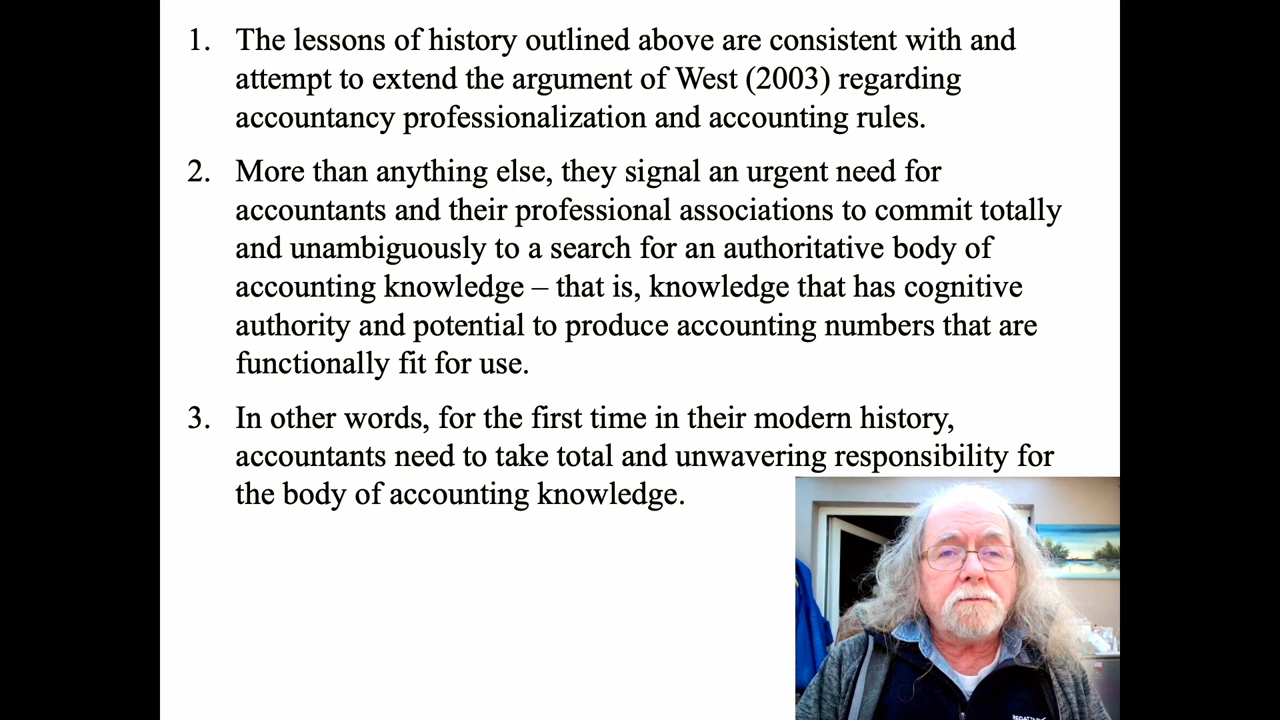 1. The lessons of history outlined above are consistent with and
attempt to extend the argument of West (2003) regarding
accountancy professionalization and accounting rules.
2. More than anything else, they signal an urgent need for
accountants and their professional associations to commit totally
and unambiguously to a search for an authoritative body of
accounting knowledge – that is, knowledge that has cognitive
authority and potential to produce accounting numbers that are
functionally fit for use.
3. In other words, for the first time in their modern history,
accountants need to take total and unwavering responsibility for
the body of accounting knowledge.